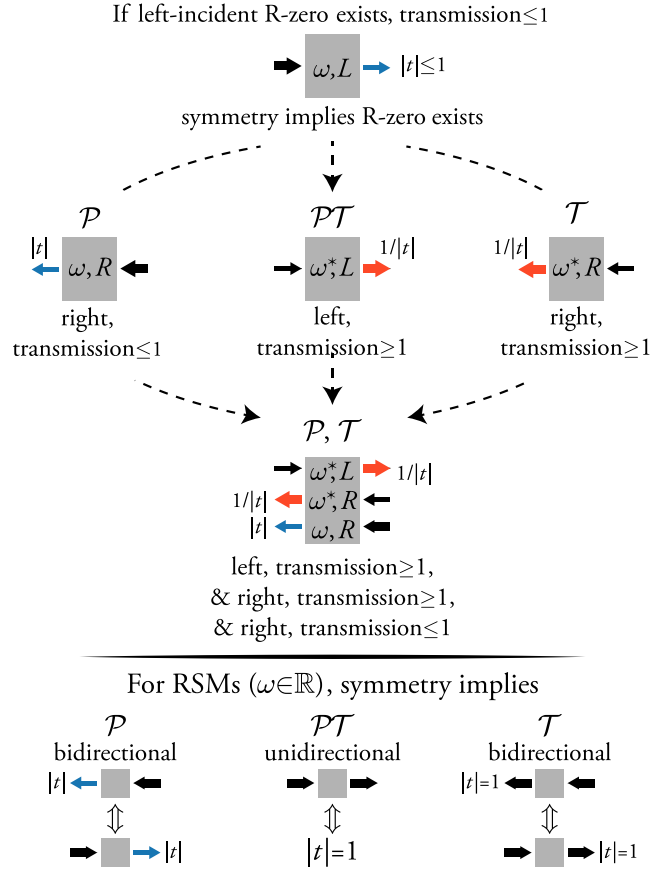 If left-incident R-zero exists, transmission≤1
ω,L |t|≤1
symmetry implies R-zero exists
𝒫 𝒫𝒯 𝒯
|t| ω,R ω*,L 1/|t| 1/|t| ω*,R
right, left, right,
transmission≤1 transmission≥1 transmission≥1
𝒫, 𝒯
ω*,L 1/|t|
1/|t| ω*,R
|t| ω,R
left, transmission≥1,
& right, transmission≥1,
& right, transmission≤1
For RSMs (ω∈ℝ), symmetry implies
𝒫 𝒫𝒯 𝒯
bidirectional unidirectional bidirectional
|t| |t|=1
|t| |t|=1 |t|=1